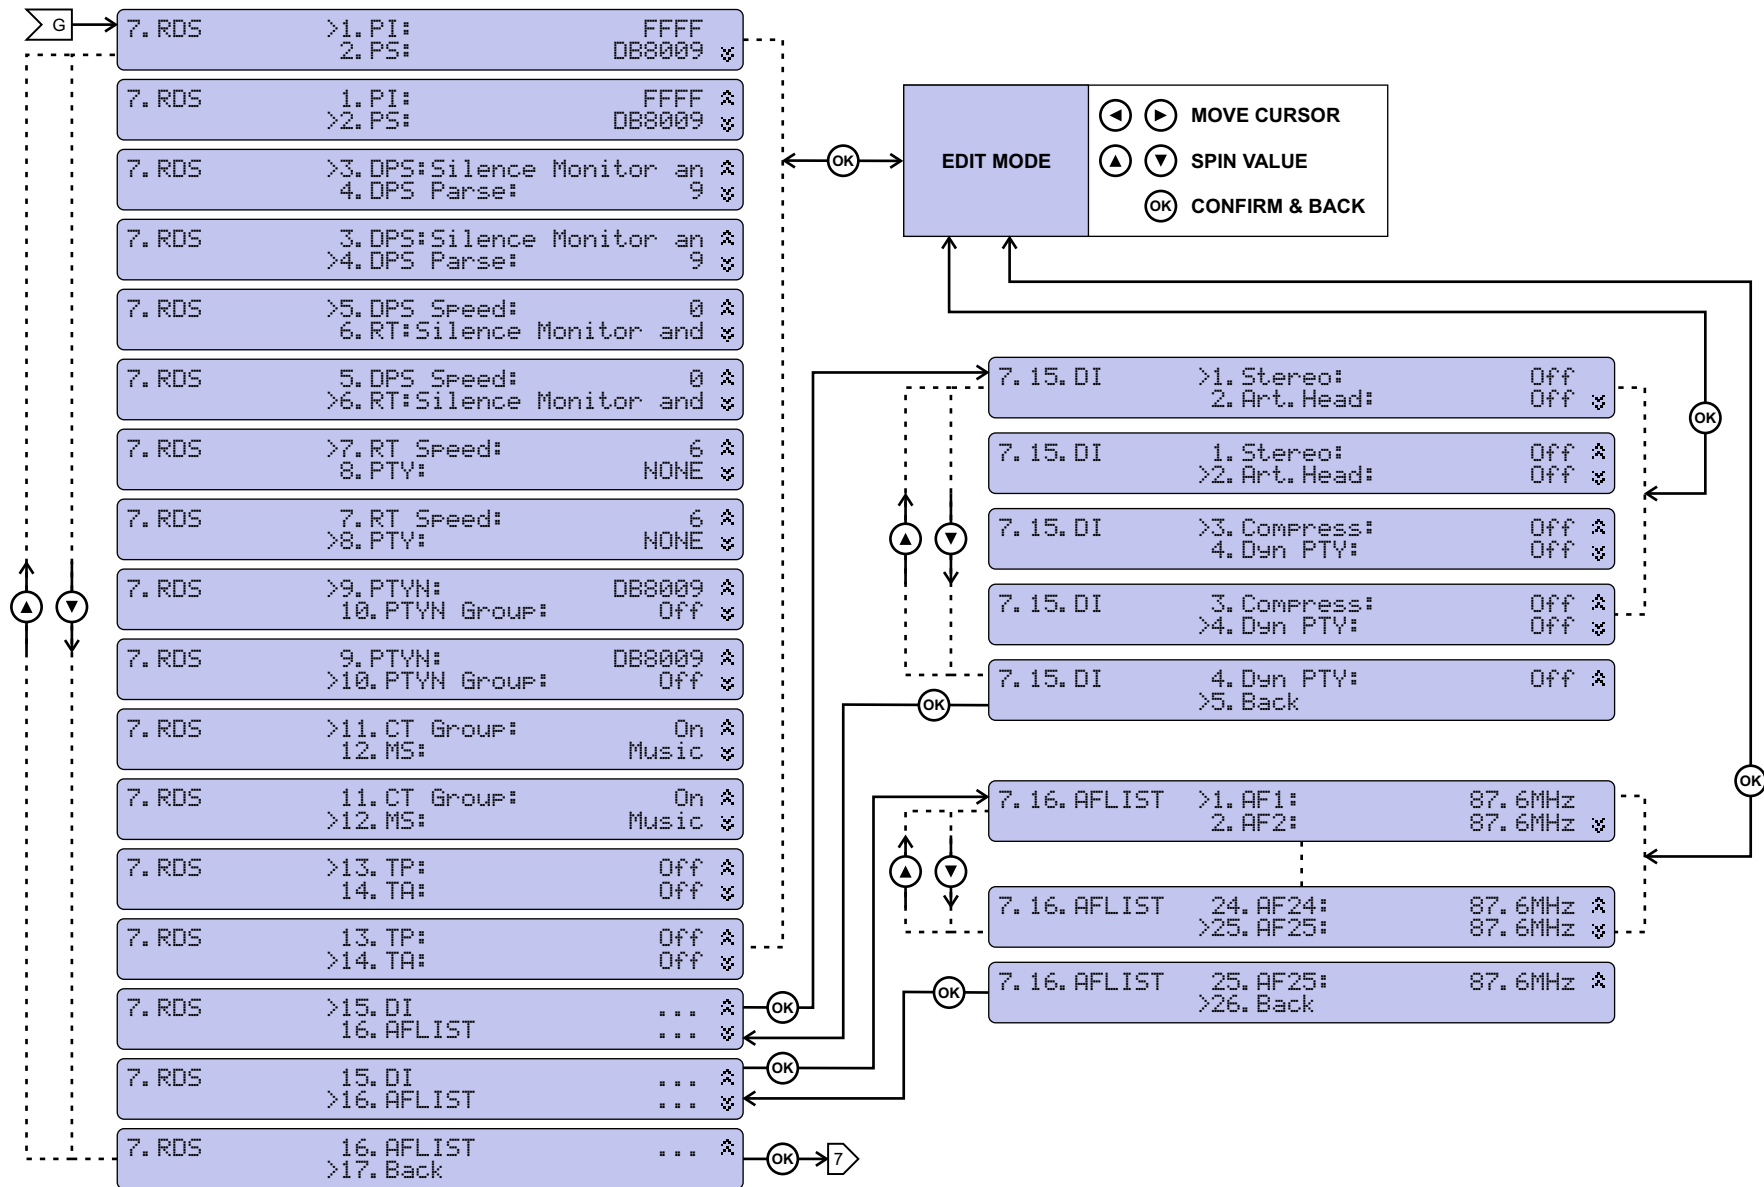 G
7.RDS >1.PI: FFFF
2.PS: DB8009
7.RDS 1.PI: FFFF
>2.PS: DB8009
7.RDS >3.DPS:Silence Monitor an
4.DPS Parse: 9
7.RDS 3.DPS:Silence Monitor an
>4.DPS Parse: 9
7.RDS >5.DPS Speed: 0
6.RT:Silence Monitor and
7.RDS 5.DPS Speed: 0
>6.RT:Silence Monitor and
7.RDS >7.RT Speed: 6
8.PTY: NONE
7.RDS 7.RT Speed: 6
>8.PTY: NONE
7.RDS >9.PTYN: DB8009
10.PTYN Group: Off
7.RDS 9.PTYN: DB8009
>10.PTYN Group: Off
7.RDS >11.CT Group: On
12.MS: Music
7.RDS 11.CT Group: On
>12.MS: Music
7.RDS >13.TP: Off
14.TA: Off
7.RDS 13.TP: Off
>14.TA: Off
7.RDS >15.DI ...
16.AFLIST ...
7.RDS 15.DI ...
>16.AFLIST ...
7.RDS 16.AFLIST ...
>17.Back
OK
7
OK
EDIT MODE
MOVE CURSOR
SPIN VALUE
OK CONFIRM & BACK
OK
OK
OK
OK
7.15.DI >1.Stereo: Off
2.Art.Head: Off
7.15.DI 1.Stereo: Off
>2.Art.Head: Off
7.15.DI >3.Compress: Off
4.Dyn PTY: Off
7.15.DI 3.Compress: Off
>4.Dyn PTY: Off
7.15.DI 4.Dyn PTY: Off
>5.Back
OK
7.16.AFLIST >1.AF1: 87.6MHz
2.AF2: 87.6MHz
7.16.AFLIST 24.AF24: 87.6MHz
>25.AF25: 87.6MHz
7.16.AFLIST 25.AF25: 87.6MHz
>26.Back
OK